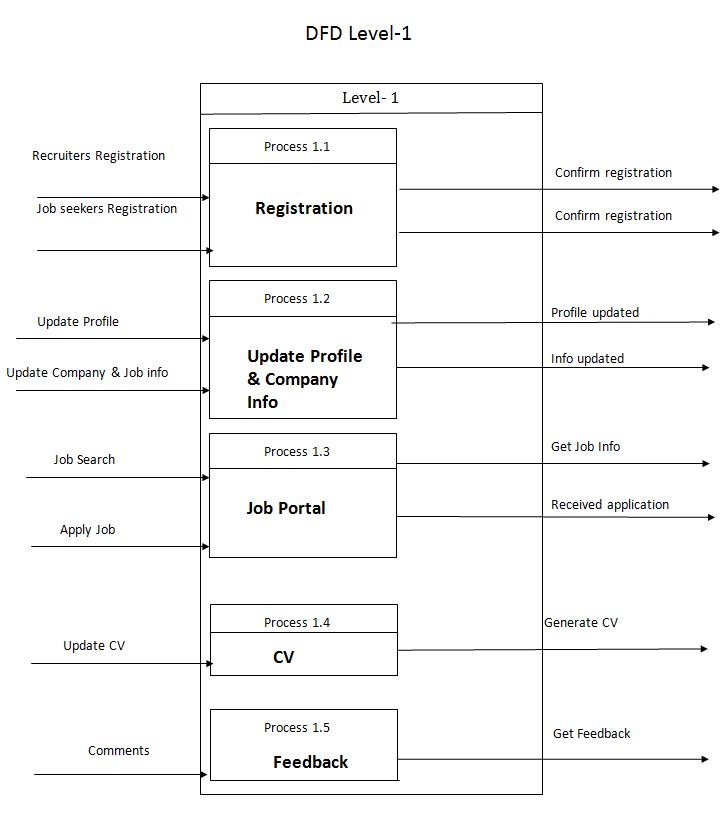 DFD Level-1
Level- 1
Process 1.1
Recruiters Registration
Confirm registration
Job seekers Registration
Registration
Confirm registration
Process 1.2
Update Profile
Profile updated
Update Company & Job info
Update Profile
& Company
Info
Info updated
Process 1.3
Job Search
Get Job Info
Job Portal
Received application
Apply Job
Process 1.4
Generate CV
Update CV
CV
Process 1.5
Comments
Get Feedback
Feedback